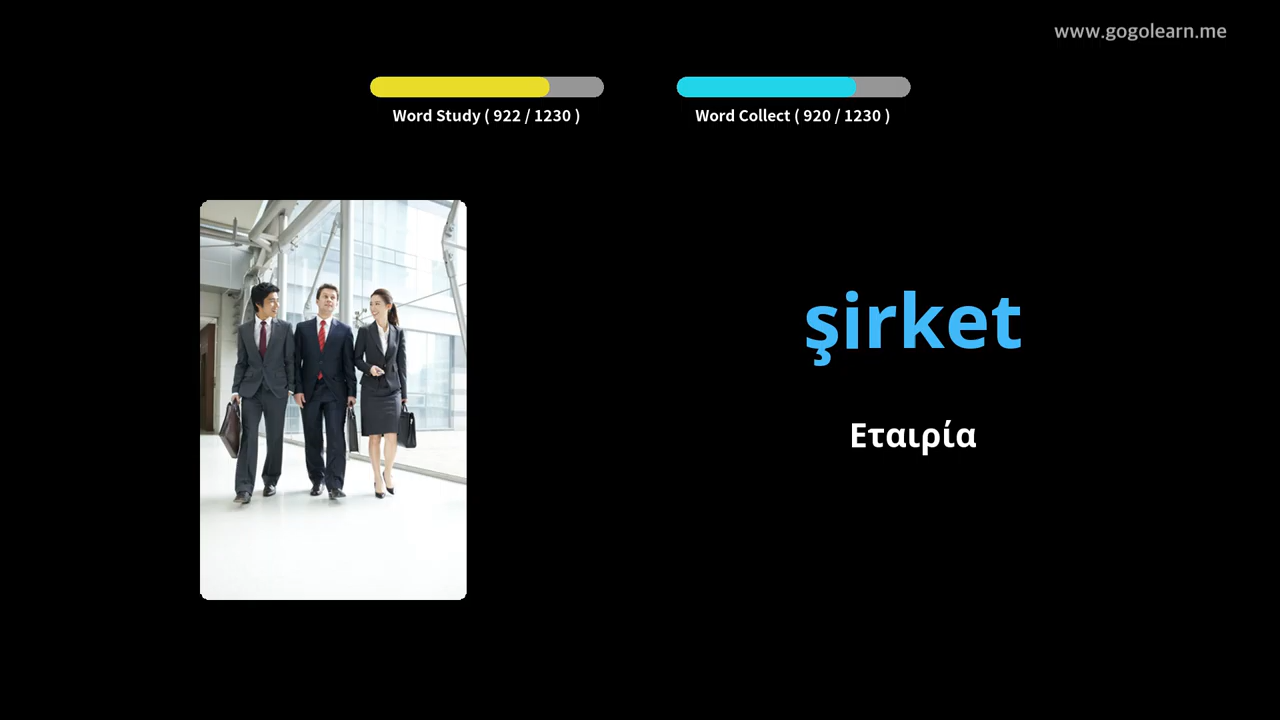 www.gogolearn.me
Word Study ( 922 / 1230 )
Word Collect ( 920 / 1230 )
şirket
Εταιρία